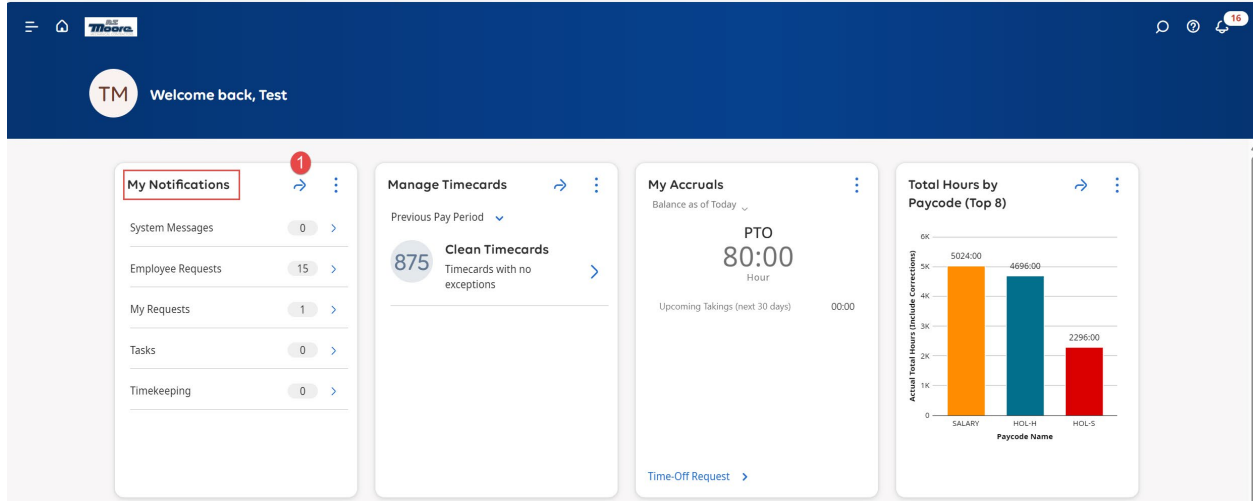 R.E.
Moore.
16
TM
Welcome back, Test
1
My Notifications
System Messages 0
Employee Requests 15
My Requests 1
Tasks 0
Timekeeping 0
Manage Timecards
Previous Pay Period
875
Clean Timecards
Timecards with no
exceptions
My Accruals
Balance as of Today
PTO
80:00
Hour
Upcoming Takings (next 30 days) 00:00
Time-Off Request
Total Hours by
Paycode (Top 8)
Actual Total Hours (Include Corrections)
6K
5K
4K
3K
2K
1K
0
5024:00
4696:00
2296:00
SALARY HOL-H HOL-S
Paycode Name